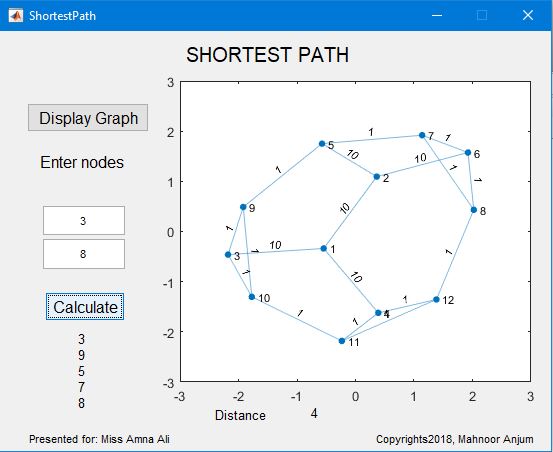 ShortestPath
SHORTEST PATH
Display Graph
Enter nodes
3
8
Calculate
3
9
5
7
8
3
2
1
0
-1
-2
-3
-3 -2 -1 0 1 2 3
5 1 7 1 6
10 2 10 1 1
1 9 10 8
1 3 1 10 1 1
1 10 10 1 12
1 4 1
1 11
Distance 4
Presented for: Miss Amna Ali
Copyrights2018, Mahnoor Anjum